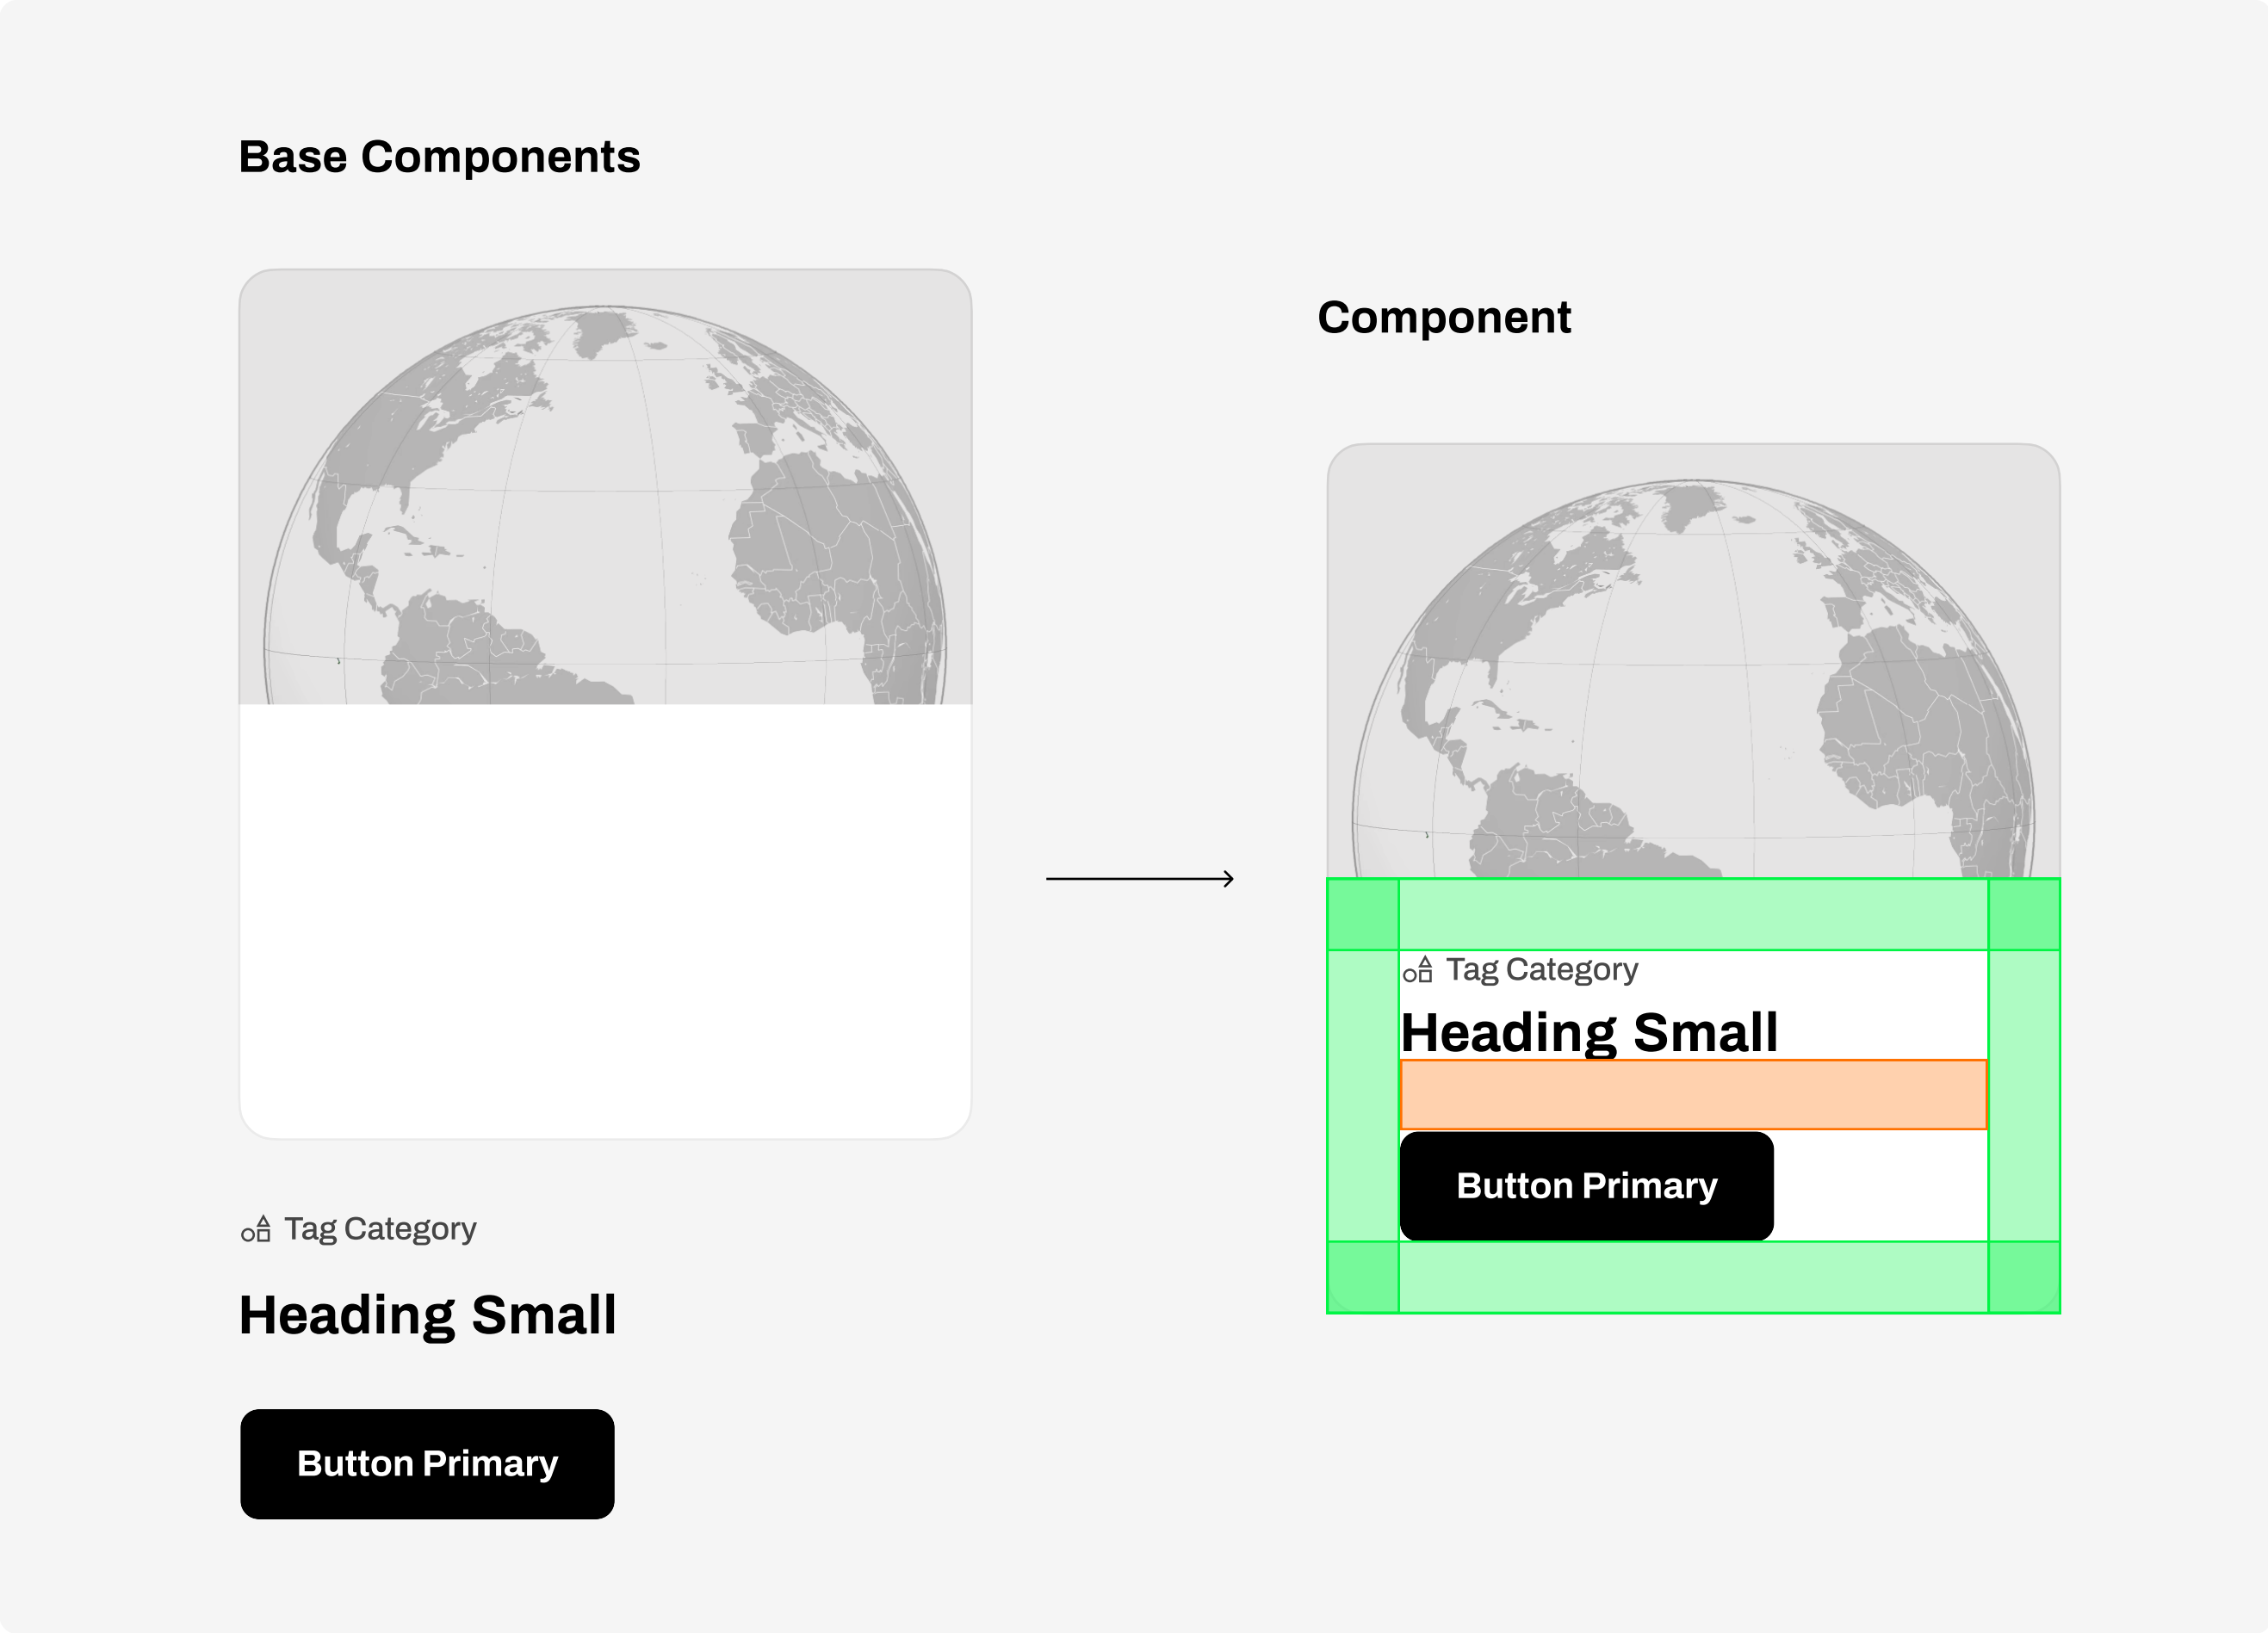 Base Components
Tag Category
Heading Small
Button Primary
Component
Tag Category
Heading Small
Button Primary